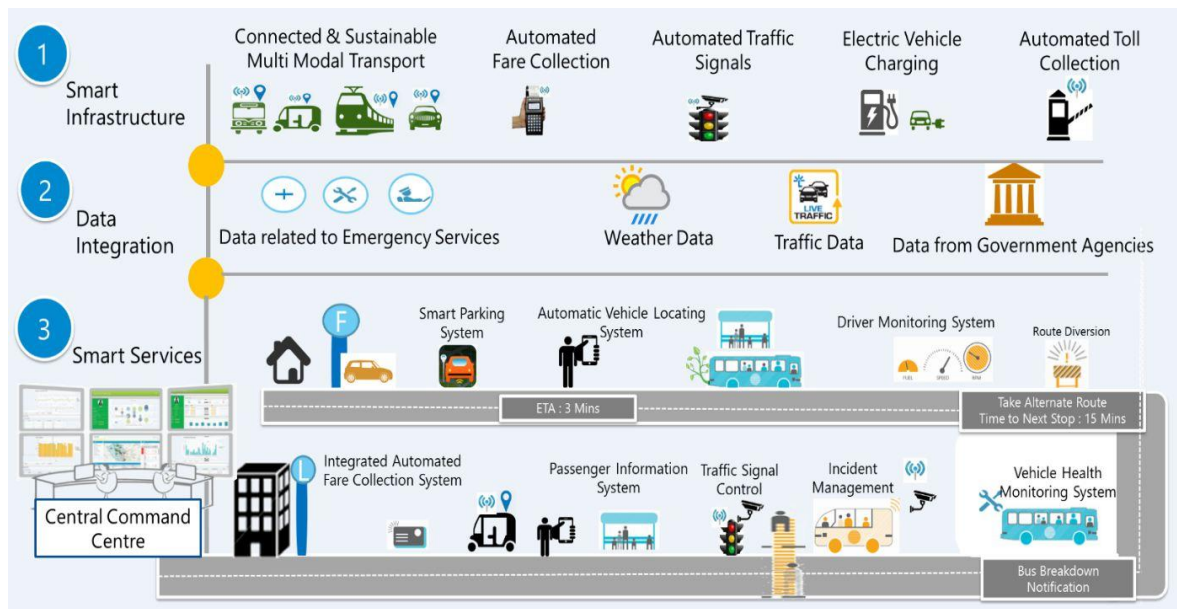 1
Smart
Infrastructure
Connected & Sustainable
Multi Modal Transport
Automated
Fare Collection
Automated Traffic
Signals
Electric Vehicle
Charging
Automated Toll
Collection
2
Data
Integration
Data related to Emergency Services
Weather Data
LIVE
TRAFFIC
Traffic Data
Data from Government Agencies
3
Smart Services
F
Smart Parking
System
Automatic Vehicle Locating
System
Driver Monitoring System
FUEL
SPEED
RPM
Route Diversion
ETA : 3 Mins
Take Alternate Route
Time to Next Stop : 15 Mins
Central Command
Centre
L
Integrated Automated
Fare Collection System
Passenger Information
System
Traffic Signal
Control
Incident
Management
Vehicle Health
Monitoring System
Bus Breakdown
Notification